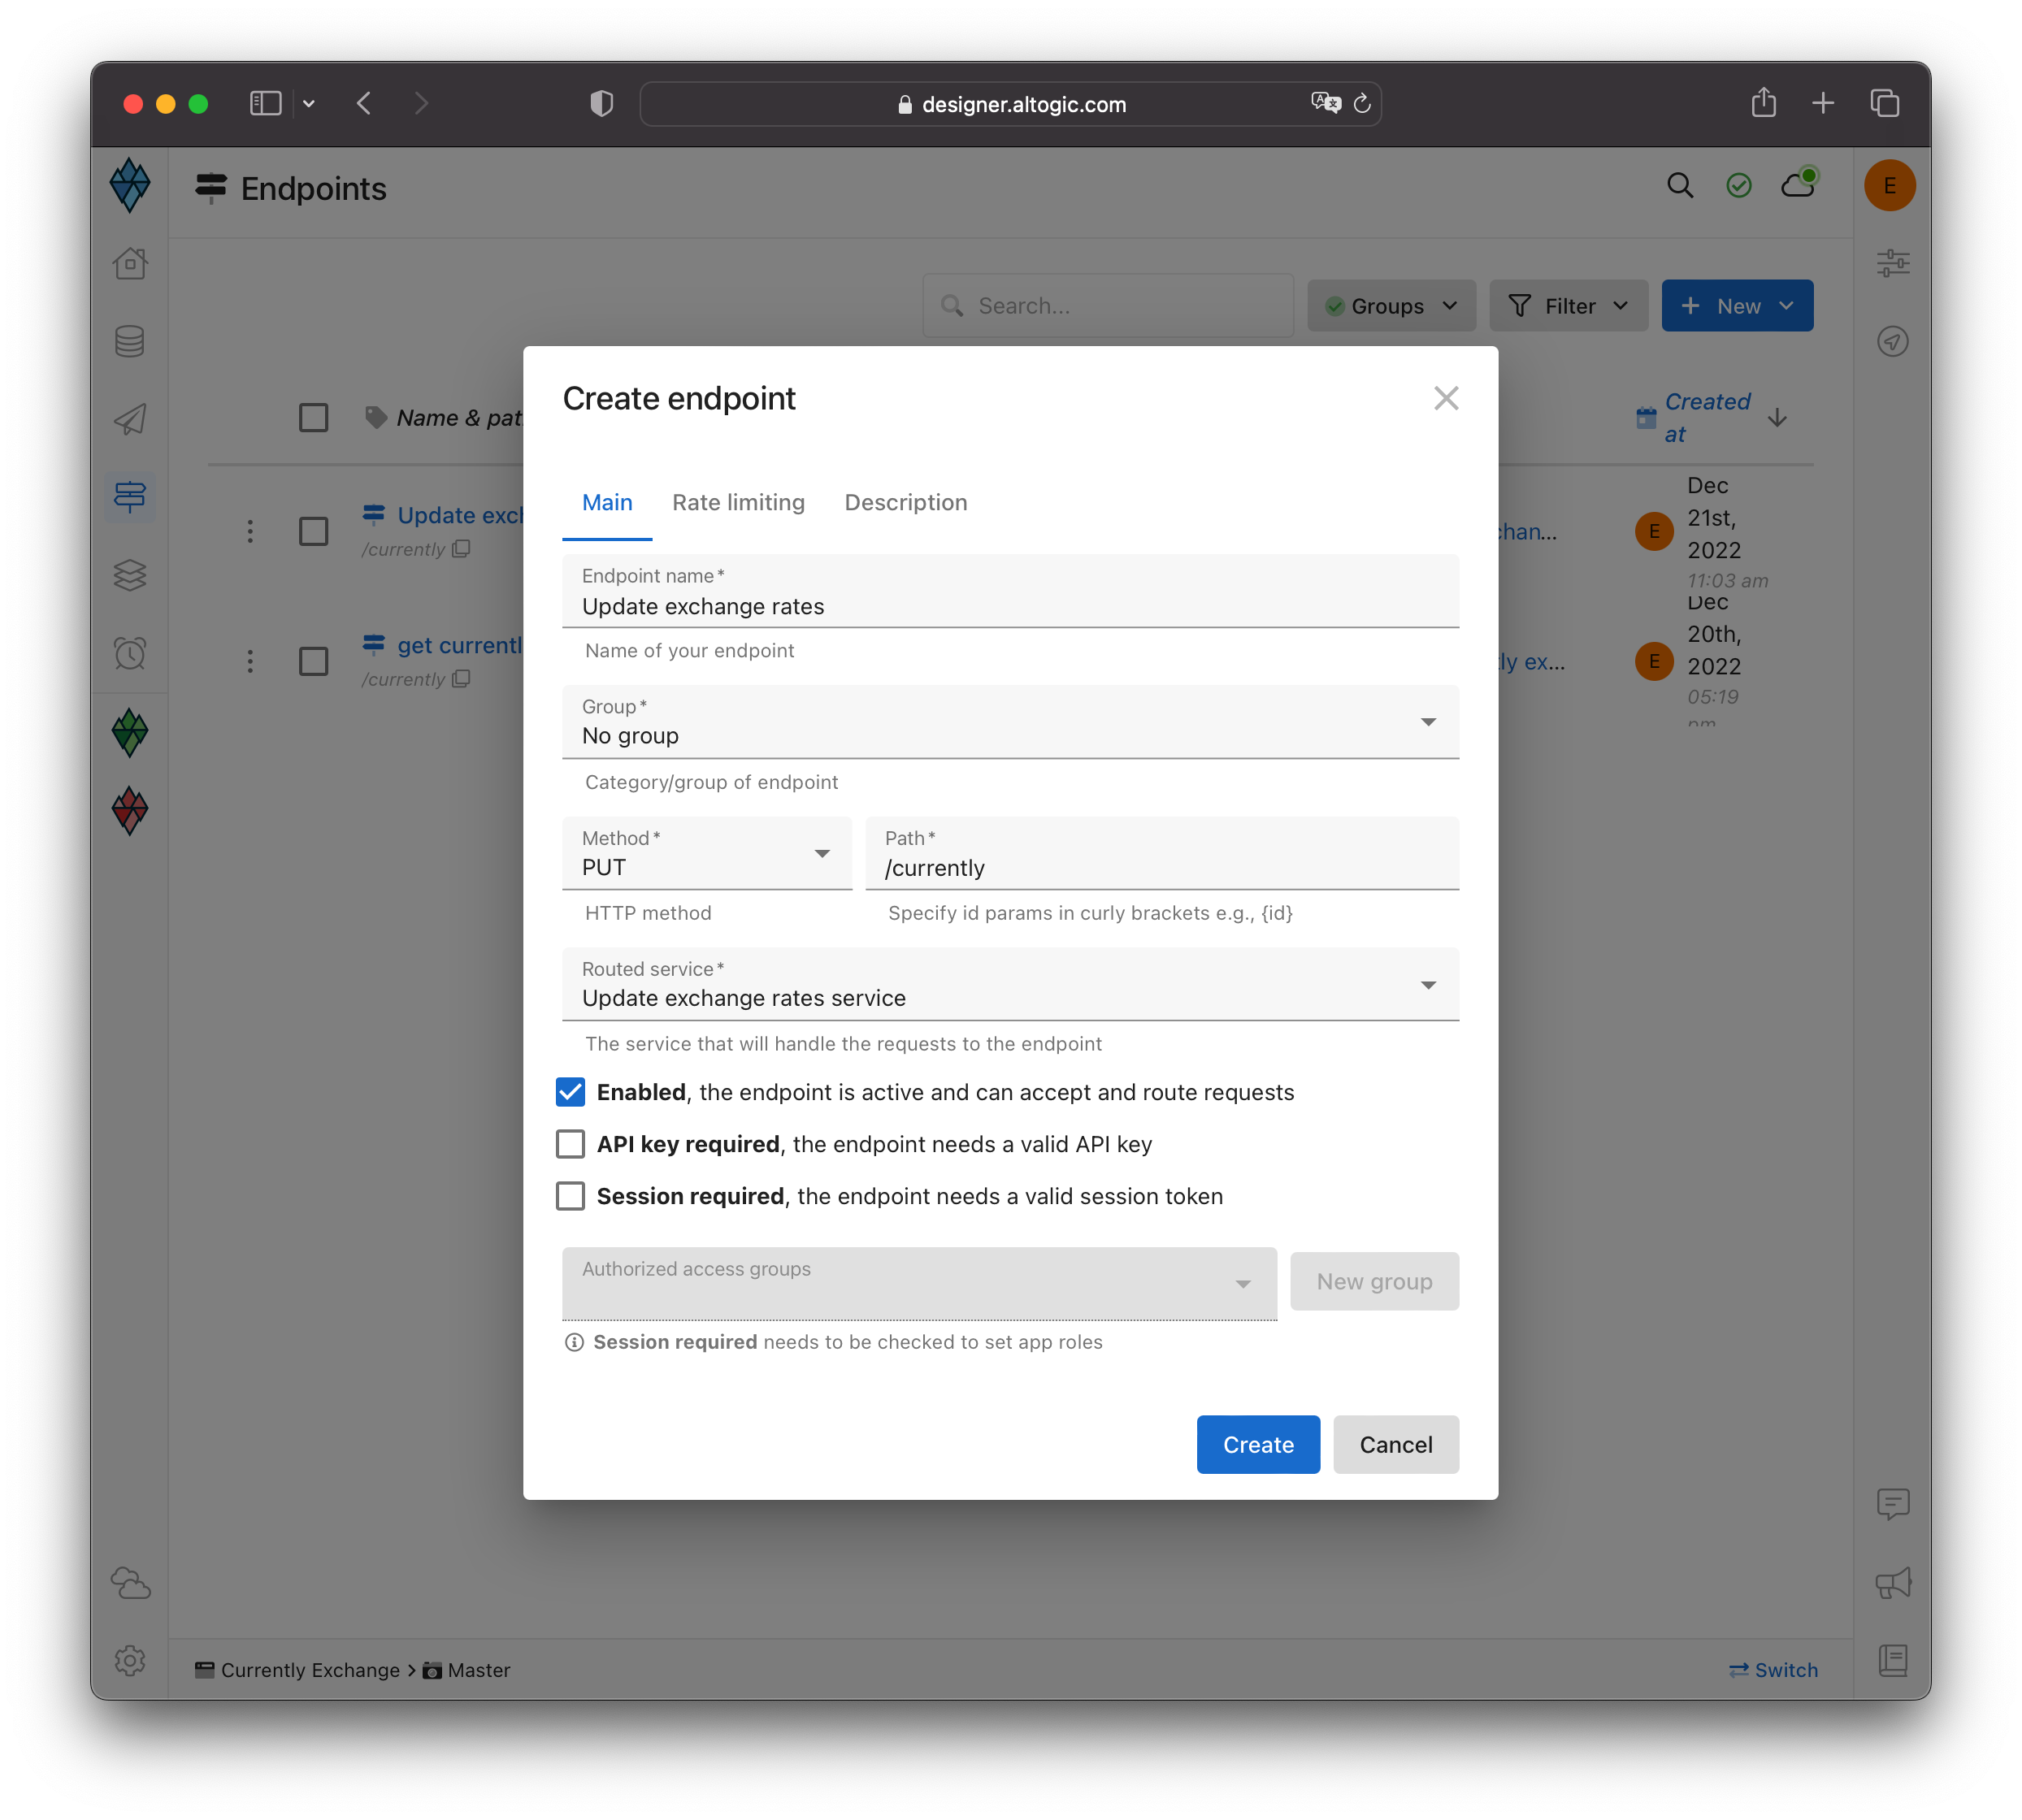 designer.altogic.com
Endpoints
E
Search...
Groups
Filter
New
Name & pat
Created
at
Update exch
/currently
chan...
E
Dec
21st,
2022
11:03 am
get currentl
/currently
tly ex...
E
Dec
20th,
2022
05:19
pm
Create endpoint
Main
Rate limiting
Description
Endpoint name*
Update exchange rates
Name of your endpoint
Group*
No group
Category/group of endpoint
Method*
PUT
HTTP method
Path*
/currently
Specify id params in curly brackets e.g., {id}
Routed service*
Update exchange rates service
The service that will handle the requests to the endpoint
Enabled, the endpoint is active and can accept and route requests
API key required, the endpoint needs a valid API key
Session required, the endpoint needs a valid session token
Authorized access groups
New group
Session required needs to be checked to set app roles
Create
Cancel
Currently Exchange > Master
Switch